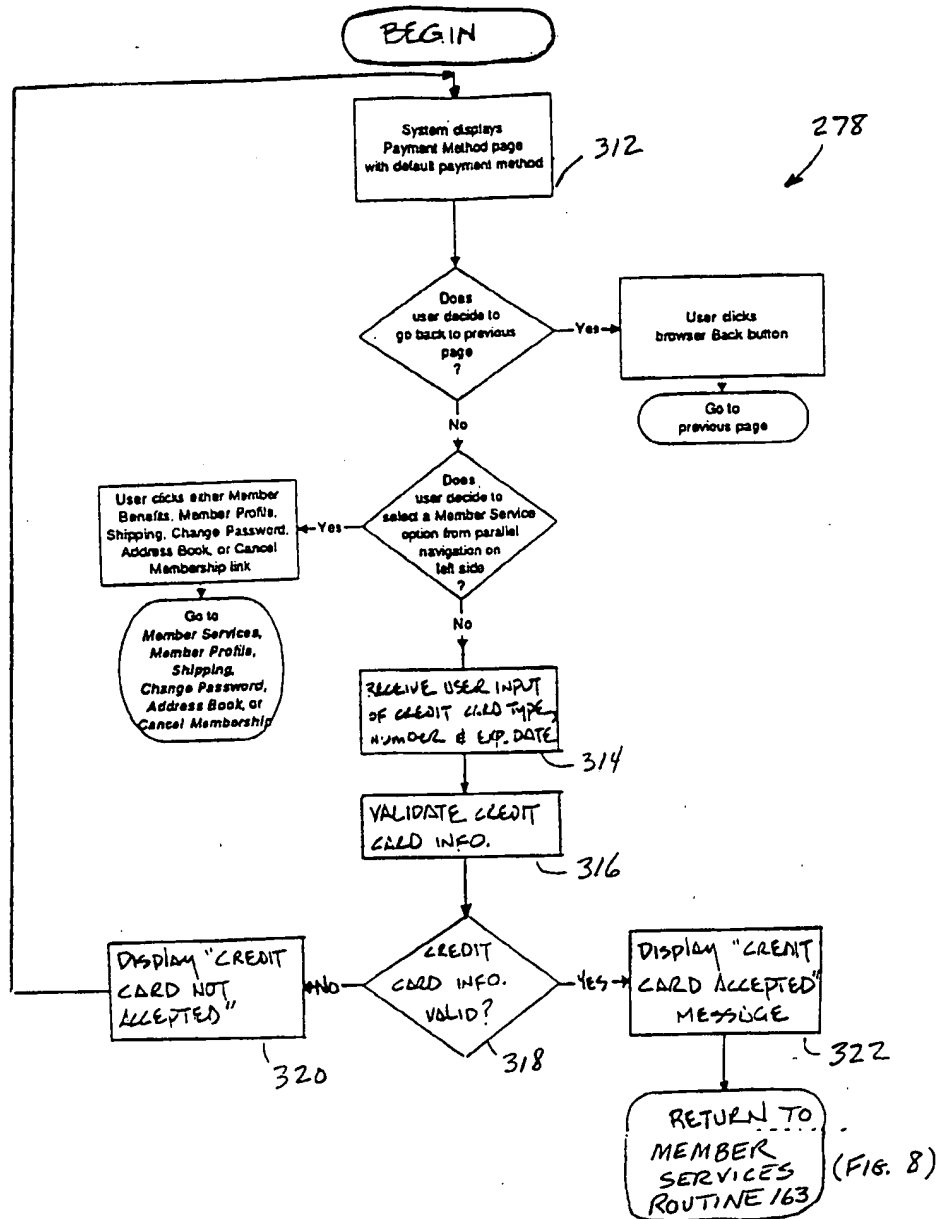 BEGIN
System displays
Payment Method page
with default payment method
312
278
Does
user decide to
go back to previous
page
?
Yes
User clicks
browser Back button
Go to
previous page
No
Does
user decide to
select a Member Service
option from parallel
navigation on
left side
?
Yes
User clicks either Member
Benefits, Member Profile,
Shipping, Change Password,
Address Book, or Cancel
Membership link
Go to
Member Services,
Member Profile,
Shipping,
Change Password,
Address Book, or
Cancel Membership
No
RECEIVE USER INPUT
OF CREDIT CARD TYPE,
NUMBER & EXP. DATE
314
VALIDATE CREDIT
CARD INFO.
316
CREDIT
CARD INFO.
VALID?
318
No
DISPLAY "CREDIT
CARD NOT
ACCEPTED"
320
YES
DISPLAY "CREDIT
CARD ACCEPTED"
MESSAGE
322
RETURN TO
MEMBER
SERVICES
ROUTINE 163
(FIG. 8)